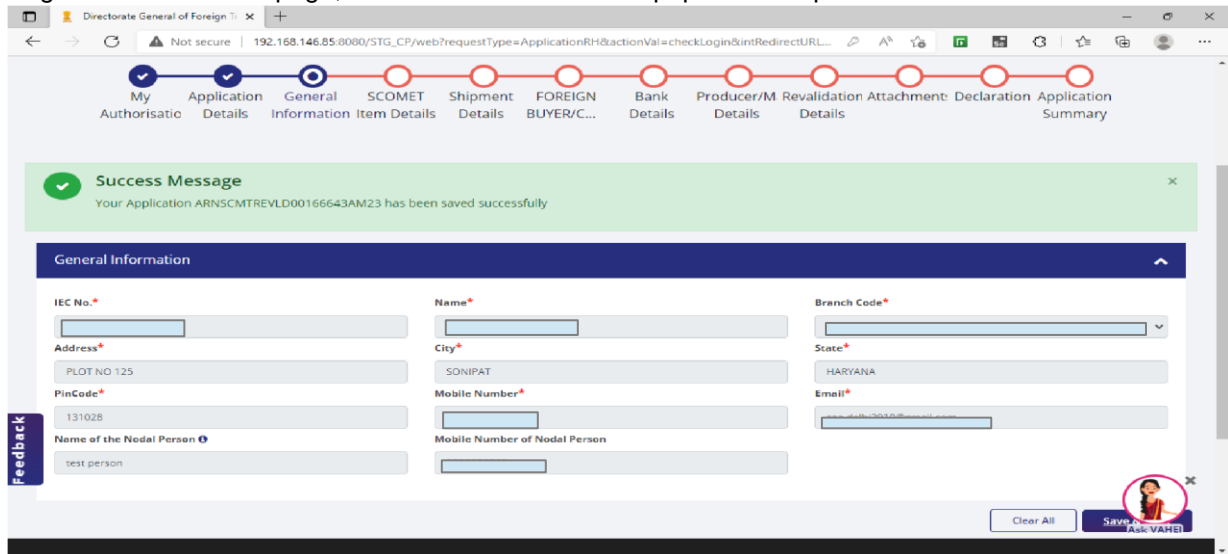 Directorate General of Foreign Tr
Not secure | 192.168.146.85:8080/STG_CP/web?requestType=ApplicationRH&actionVal=checkLogin&intRedirectURL...
My Authorisatio
Application Details
General Information
SCOMET Item Details
Shipment Details
FOREIGN BUYER/C...
Bank Details
Producer/M Details
Revalidation Details
Attachments
Declaration
Application Summary
Success Message
Your Application ARNSCMTREVLD00166643AM23 has been saved successfully
General Information
IEC No.* Name* Branch Code*
Address* City* State*
PLOT NO 125 SONIPAT HARYANA
PinCode* Mobile Number* Email*
131028
Name of the Nodal Person Mobile Number of Nodal Person
test person
Feedback
Clear All Save
Ask VAHEI